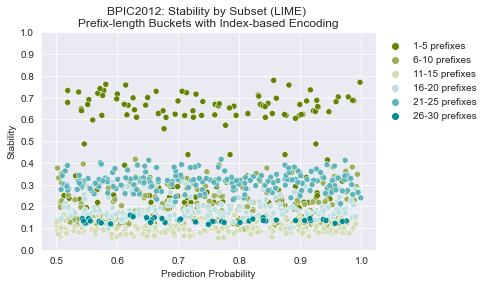 BPIC2012: Stability by Subset (LIME)
Prefix-length Buckets with Index-based Encoding
1.0
0.9
0.8
0.7
0.6
0.5
0.4
0.3
0.2
0.1
0.0
Stability
0.5 0.6 0.7 0.8 0.9 1.0
Prediction Probability
1-5 prefixes
6-10 prefixes
11-15 prefixes
16-20 prefixes
21-25 prefixes
26-30 prefixes